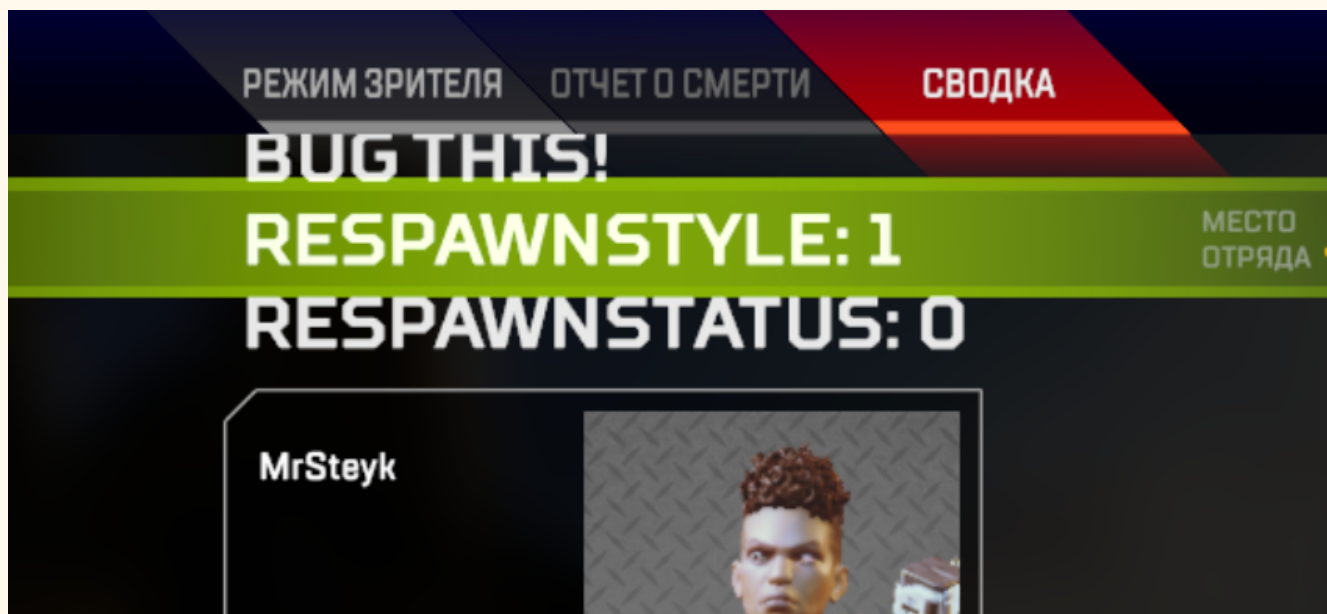 РЕЖИМ ЗРИТЕЛЯ ОТЧЕТ О СМЕРТИ СВОДКА
BUG THIS!
RESPAWNSTYLE: 1
МЕСТО
ОТРЯДА
RESPAWNSTATUS: 0
MrSteyk